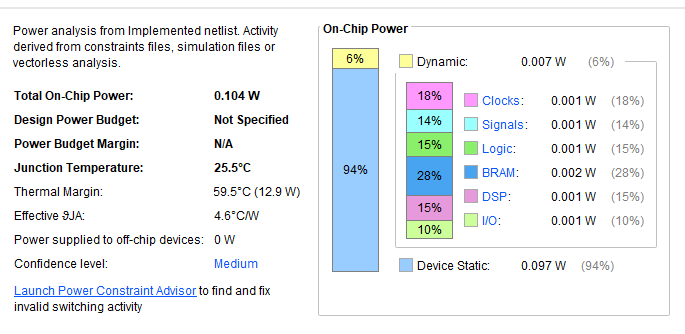 Power analysis from Implemented netlist. Activity
derived from constraints files, simulation files or
vectorless analysis.
Total On-Chip Power: 0.104 W
Design Power Budget: Not Specified
Power Budget Margin: N/A
Junction Temperature: 25.5°C
Thermal Margin: 59.5°C (12.9 W)
Effective ϑJA: 4.6°C/W
Power supplied to off-chip devices: 0 W
Confidence level: Medium
Launch Power Constraint Advisor to find and fix
invalid switching activity
On-Chip Power
6%
94%
Dynamic: 0.007 W (6%)
18% Clocks: 0.001 W (18%)
14% Signals: 0.001 W (14%)
15% Logic: 0.001 W (15%)
28% BRAM: 0.002 W (28%)
15% DSP: 0.001 W (15%)
10% I/O: 0.001 W (10%)
Device Static: 0.097 W (94%)